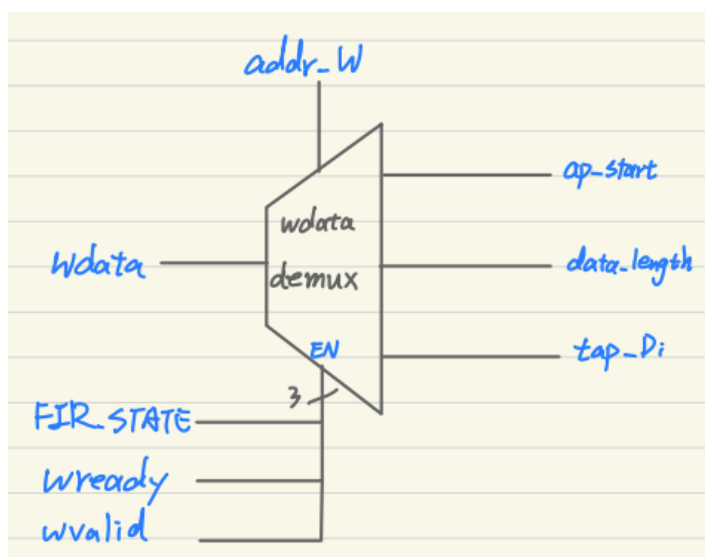 addr_W
wdata
demux
Wdata
ap_start
data_length
tap_Di
EN
3
FIR_STATE
wready
wvalid